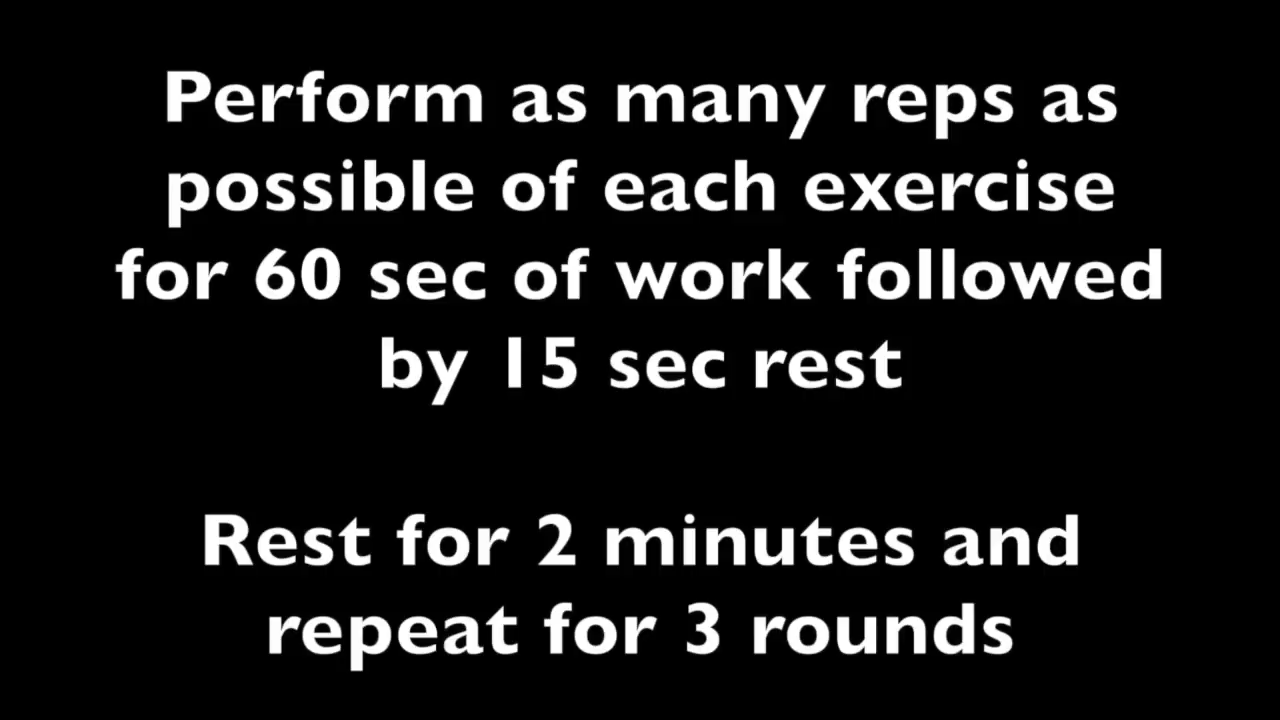 Perform as many reps as
possible of each exercise
for 60 sec of work followed
by 15 sec rest
Rest for 2 minutes and
repeat for 3 rounds